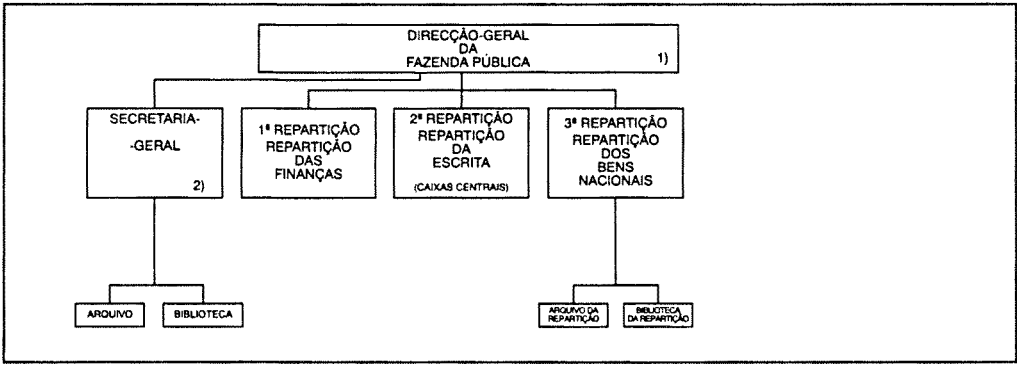 DIRECÇÃO-GERAL
DA
FAZENDA PÚBLICA
1)
SECRETARIA-
-GERAL
2)
1ª REPARTIÇÃO
REPARTIÇÃO
DAS
FINANÇAS
2ª REPARTIÇÃO
REPARTIÇÃO
DA
ESCRITA
(CAIXAS CENTRAIS)
3ª REPARTIÇÃO
REPARTIÇÃO
DOS
BENS
NACIONAIS
ARQUIVO
BIBLIOTECA
ARQUIVO DA
REPARTIÇÃO
BIBLIOTECA
DA REPARTIÇÃO